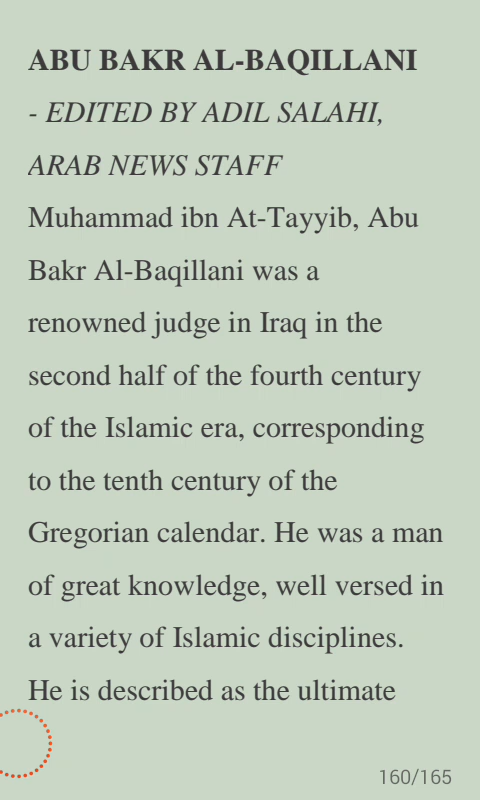 ABU BAKR AL-BAQILLANI
- EDITED BY ADIL SALAHI,
ARAB NEWS STAFF
Muhammad ibn At-Tayyib, Abu
Bakr Al-Baqillani was a
renowned judge in Iraq in the
second half of the fourth century
of the Islamic era, corresponding
to the tenth century of the
Gregorian calendar. He was a man
of great knowledge, well versed in
a variety of Islamic disciplines.
He is described as the ultimate
160/165